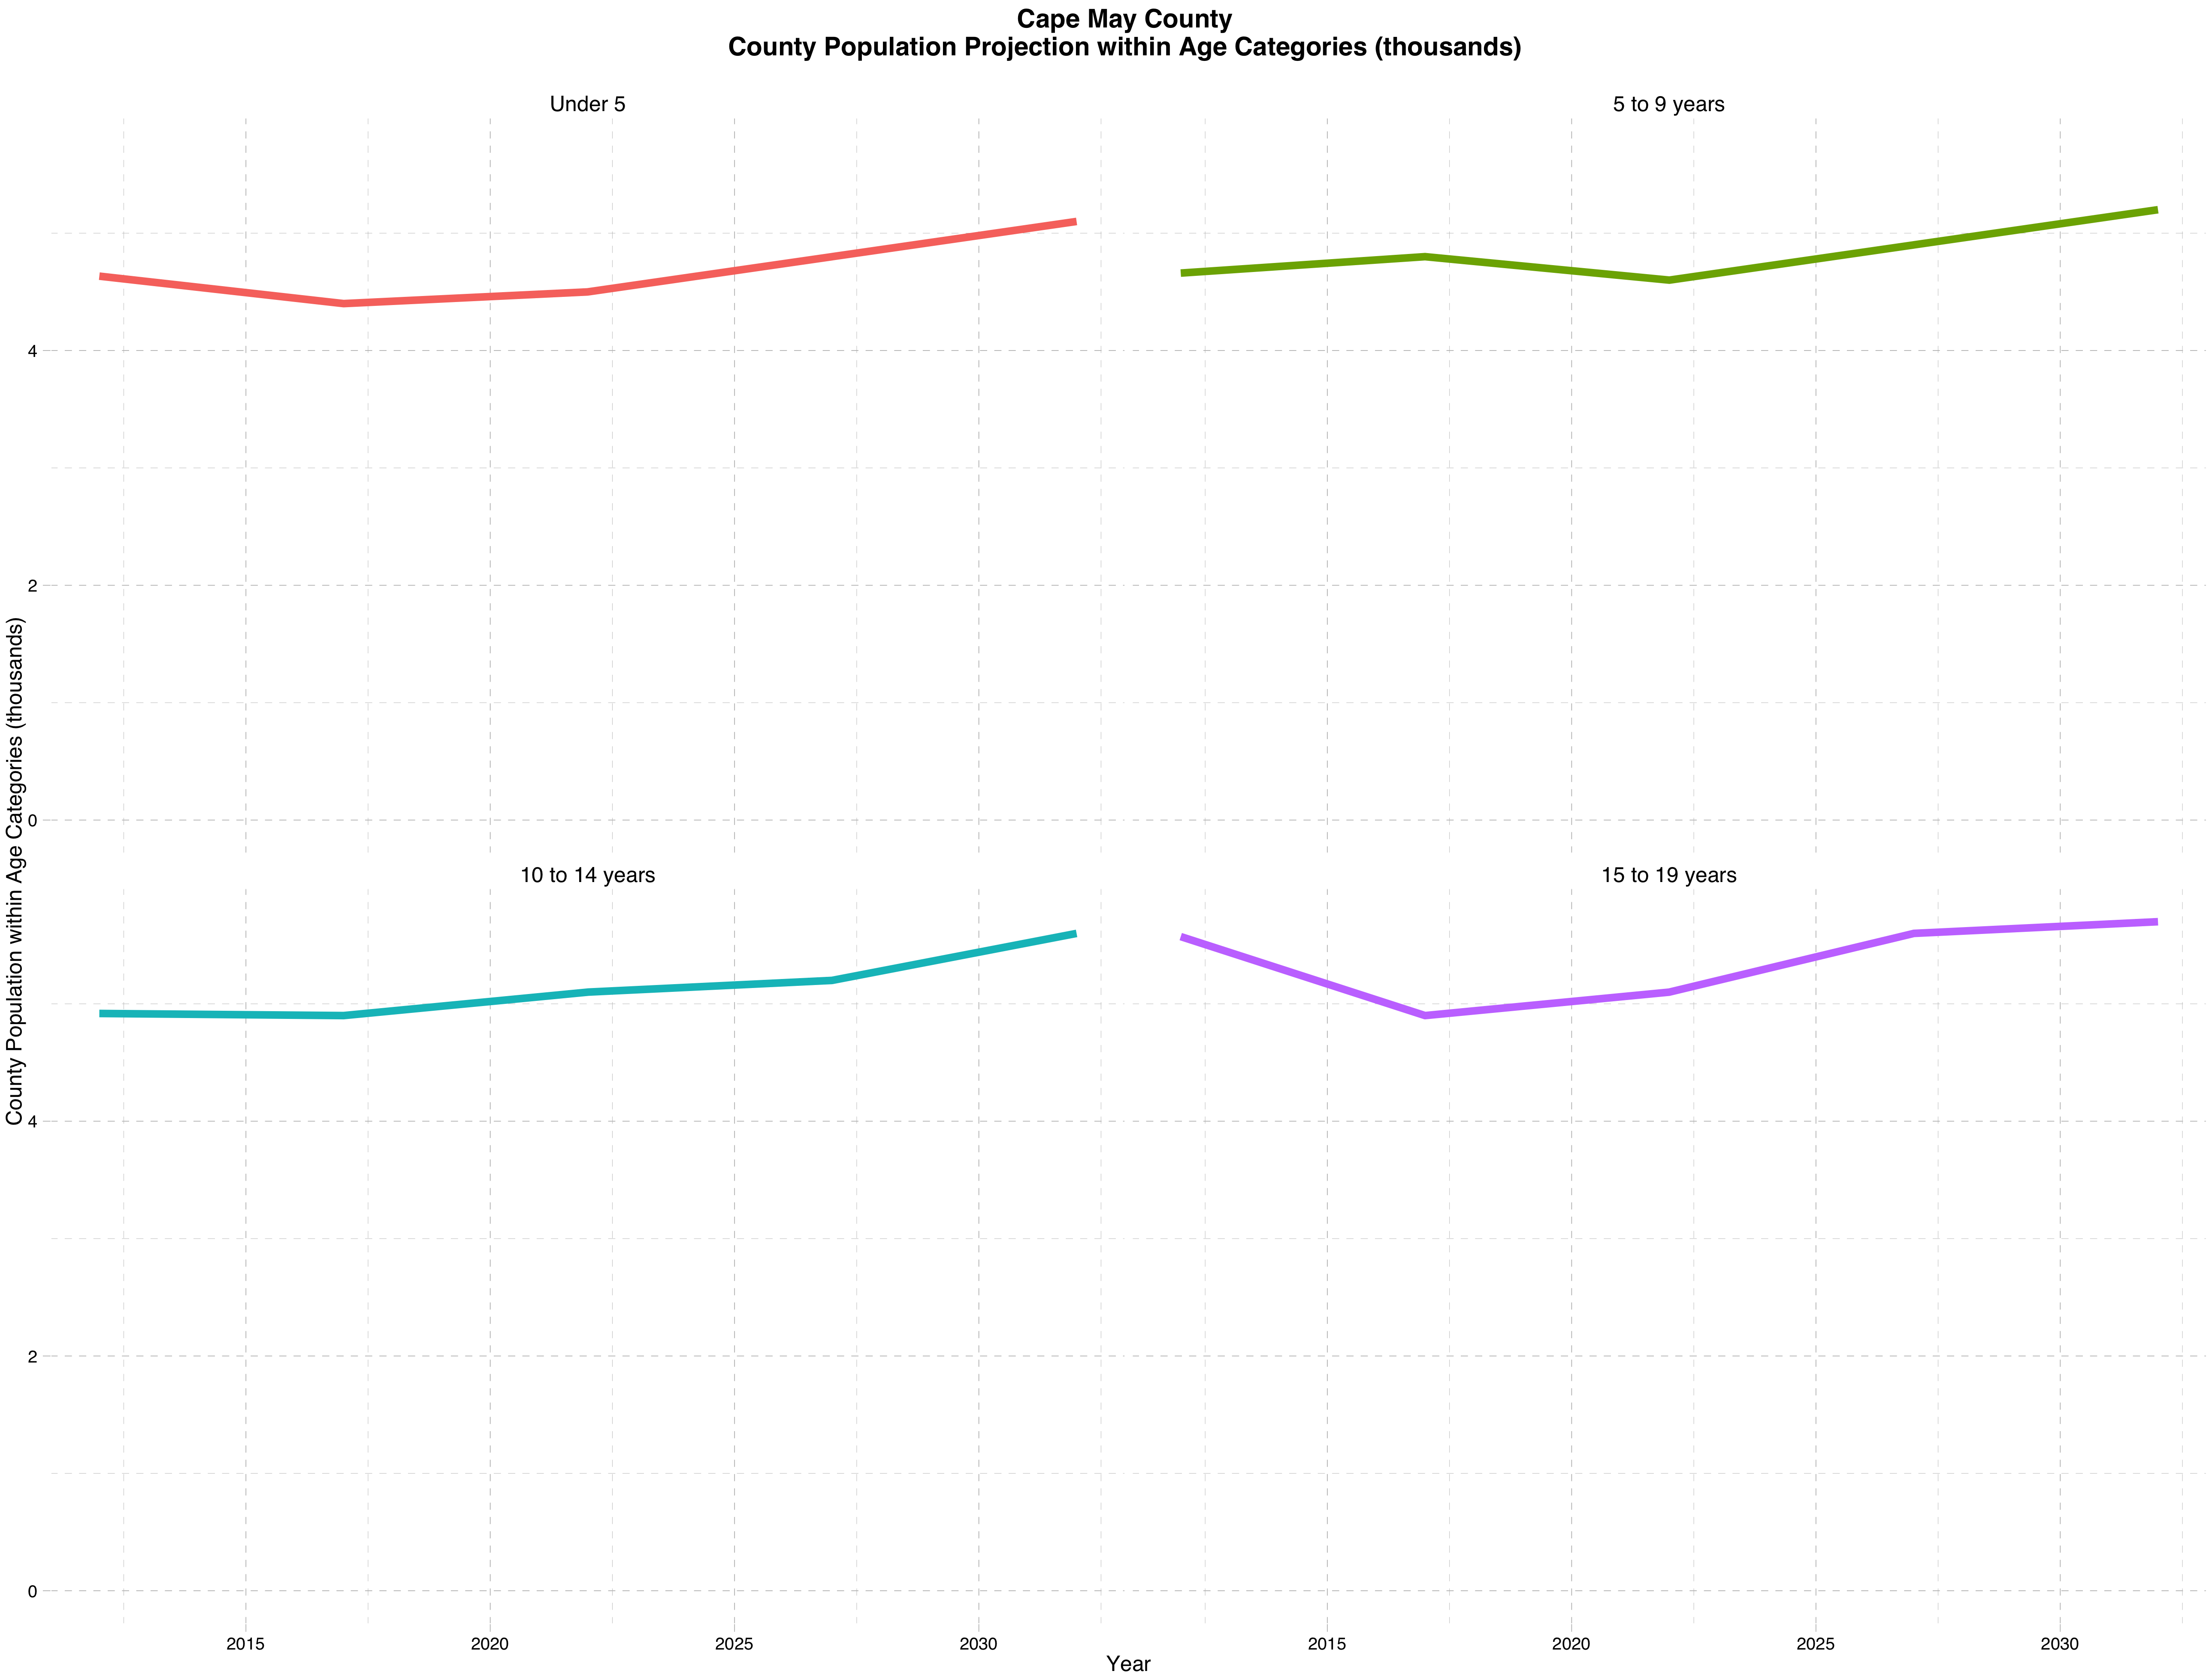 Cape May County
County Population Projection within Age Categories (thousands)
Under 5
5 to 9 years
4
2
0
10 to 14 years
15 to 19 years
County Population within Age Categories (thousands)
4
2
0
2015
2020
2025
2030
2015
2020
2025
2030
Year